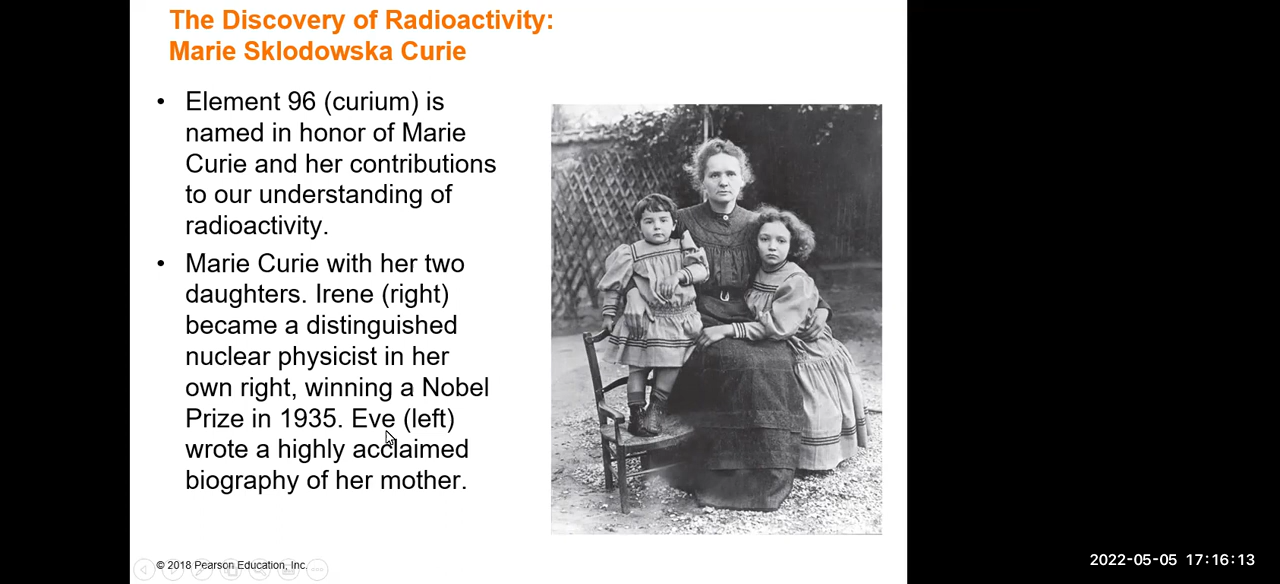 The Discovery of Radioactivity:
Marie Sklodowska Curie
• Element 96 (curium) is
named in honor of Marie
Curie and her contributions
to our understanding of
radioactivity.
• Marie Curie with her two
daughters. Irene (right)
became a distinguished
nuclear physicist in her
own right, winning a Nobel
Prize in 1935. Eve (left)
wrote a highly acclaimed
biography of her mother.
© 2018 Pearson Education, Inc.
2022-05-05 17:16:13